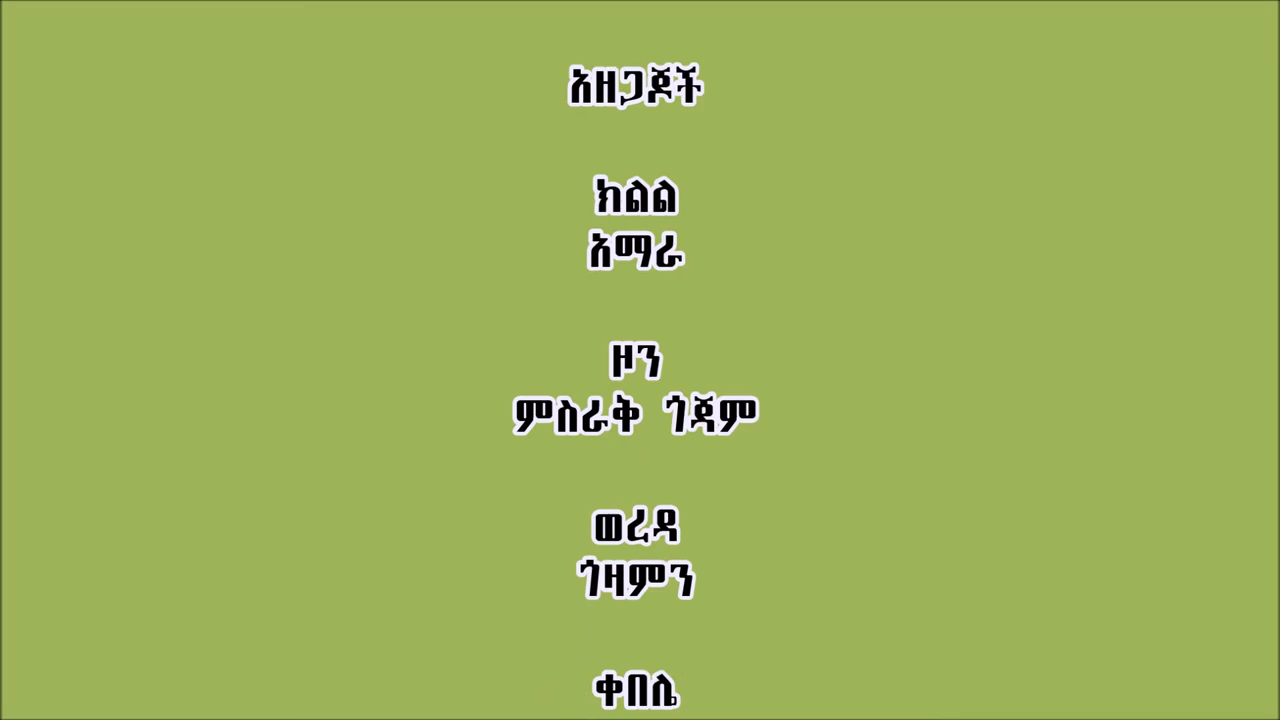 አዘጋጆች
ክልል
አማራ
ዞን
ምስራቅ ጎጃም
ወረዳ
ጎዛምን
ቀበሌ